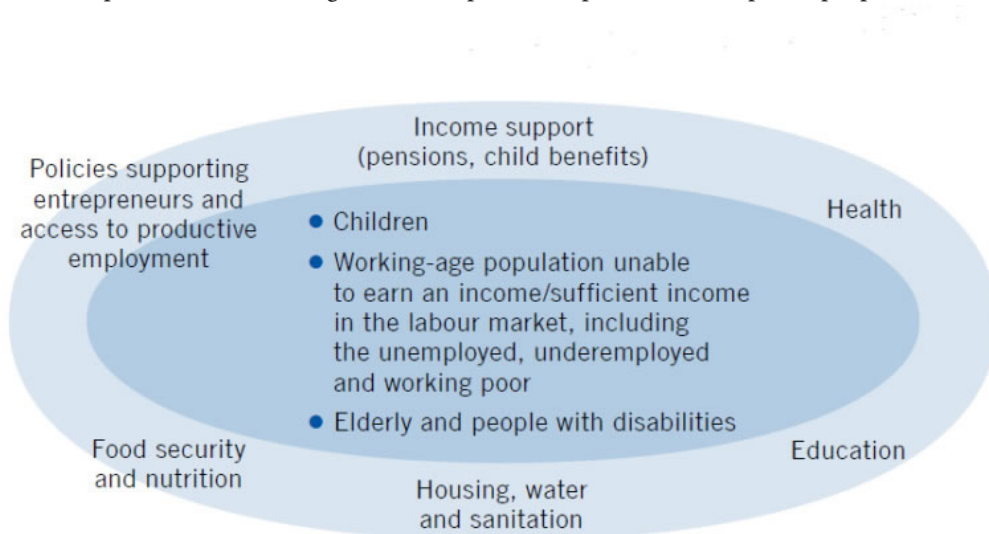 Income support
(pensions, child benefits)
Policies supporting
entrepreneurs and
access to productive
employment
Health
• Children
• Working-age population unable
to earn an income/sufficient income
in the labour market, including
the unemployed, underemployed
and working poor
• Elderly and people with disabilities
Food security
and nutrition
Education
Housing, water
and sanitation